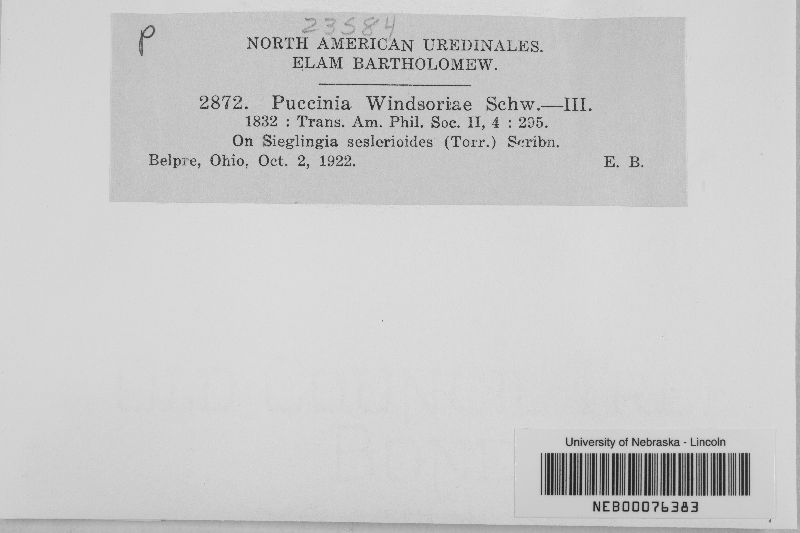 23584
P
NORTH AMERICAN UREDINALES.
ELAM BARTHOLOMEW.
2872. Puccinia Windsoriae Schw.—III.
1832 : Trans. Am. Phil. Soc. II, 4 : 295.
On Sieglingia seslerioides (Torr.) Scribn.
Belpre, Ohio, Oct. 2, 1922. E. B.
University of Nebraska - Lincoln
NEB00076383